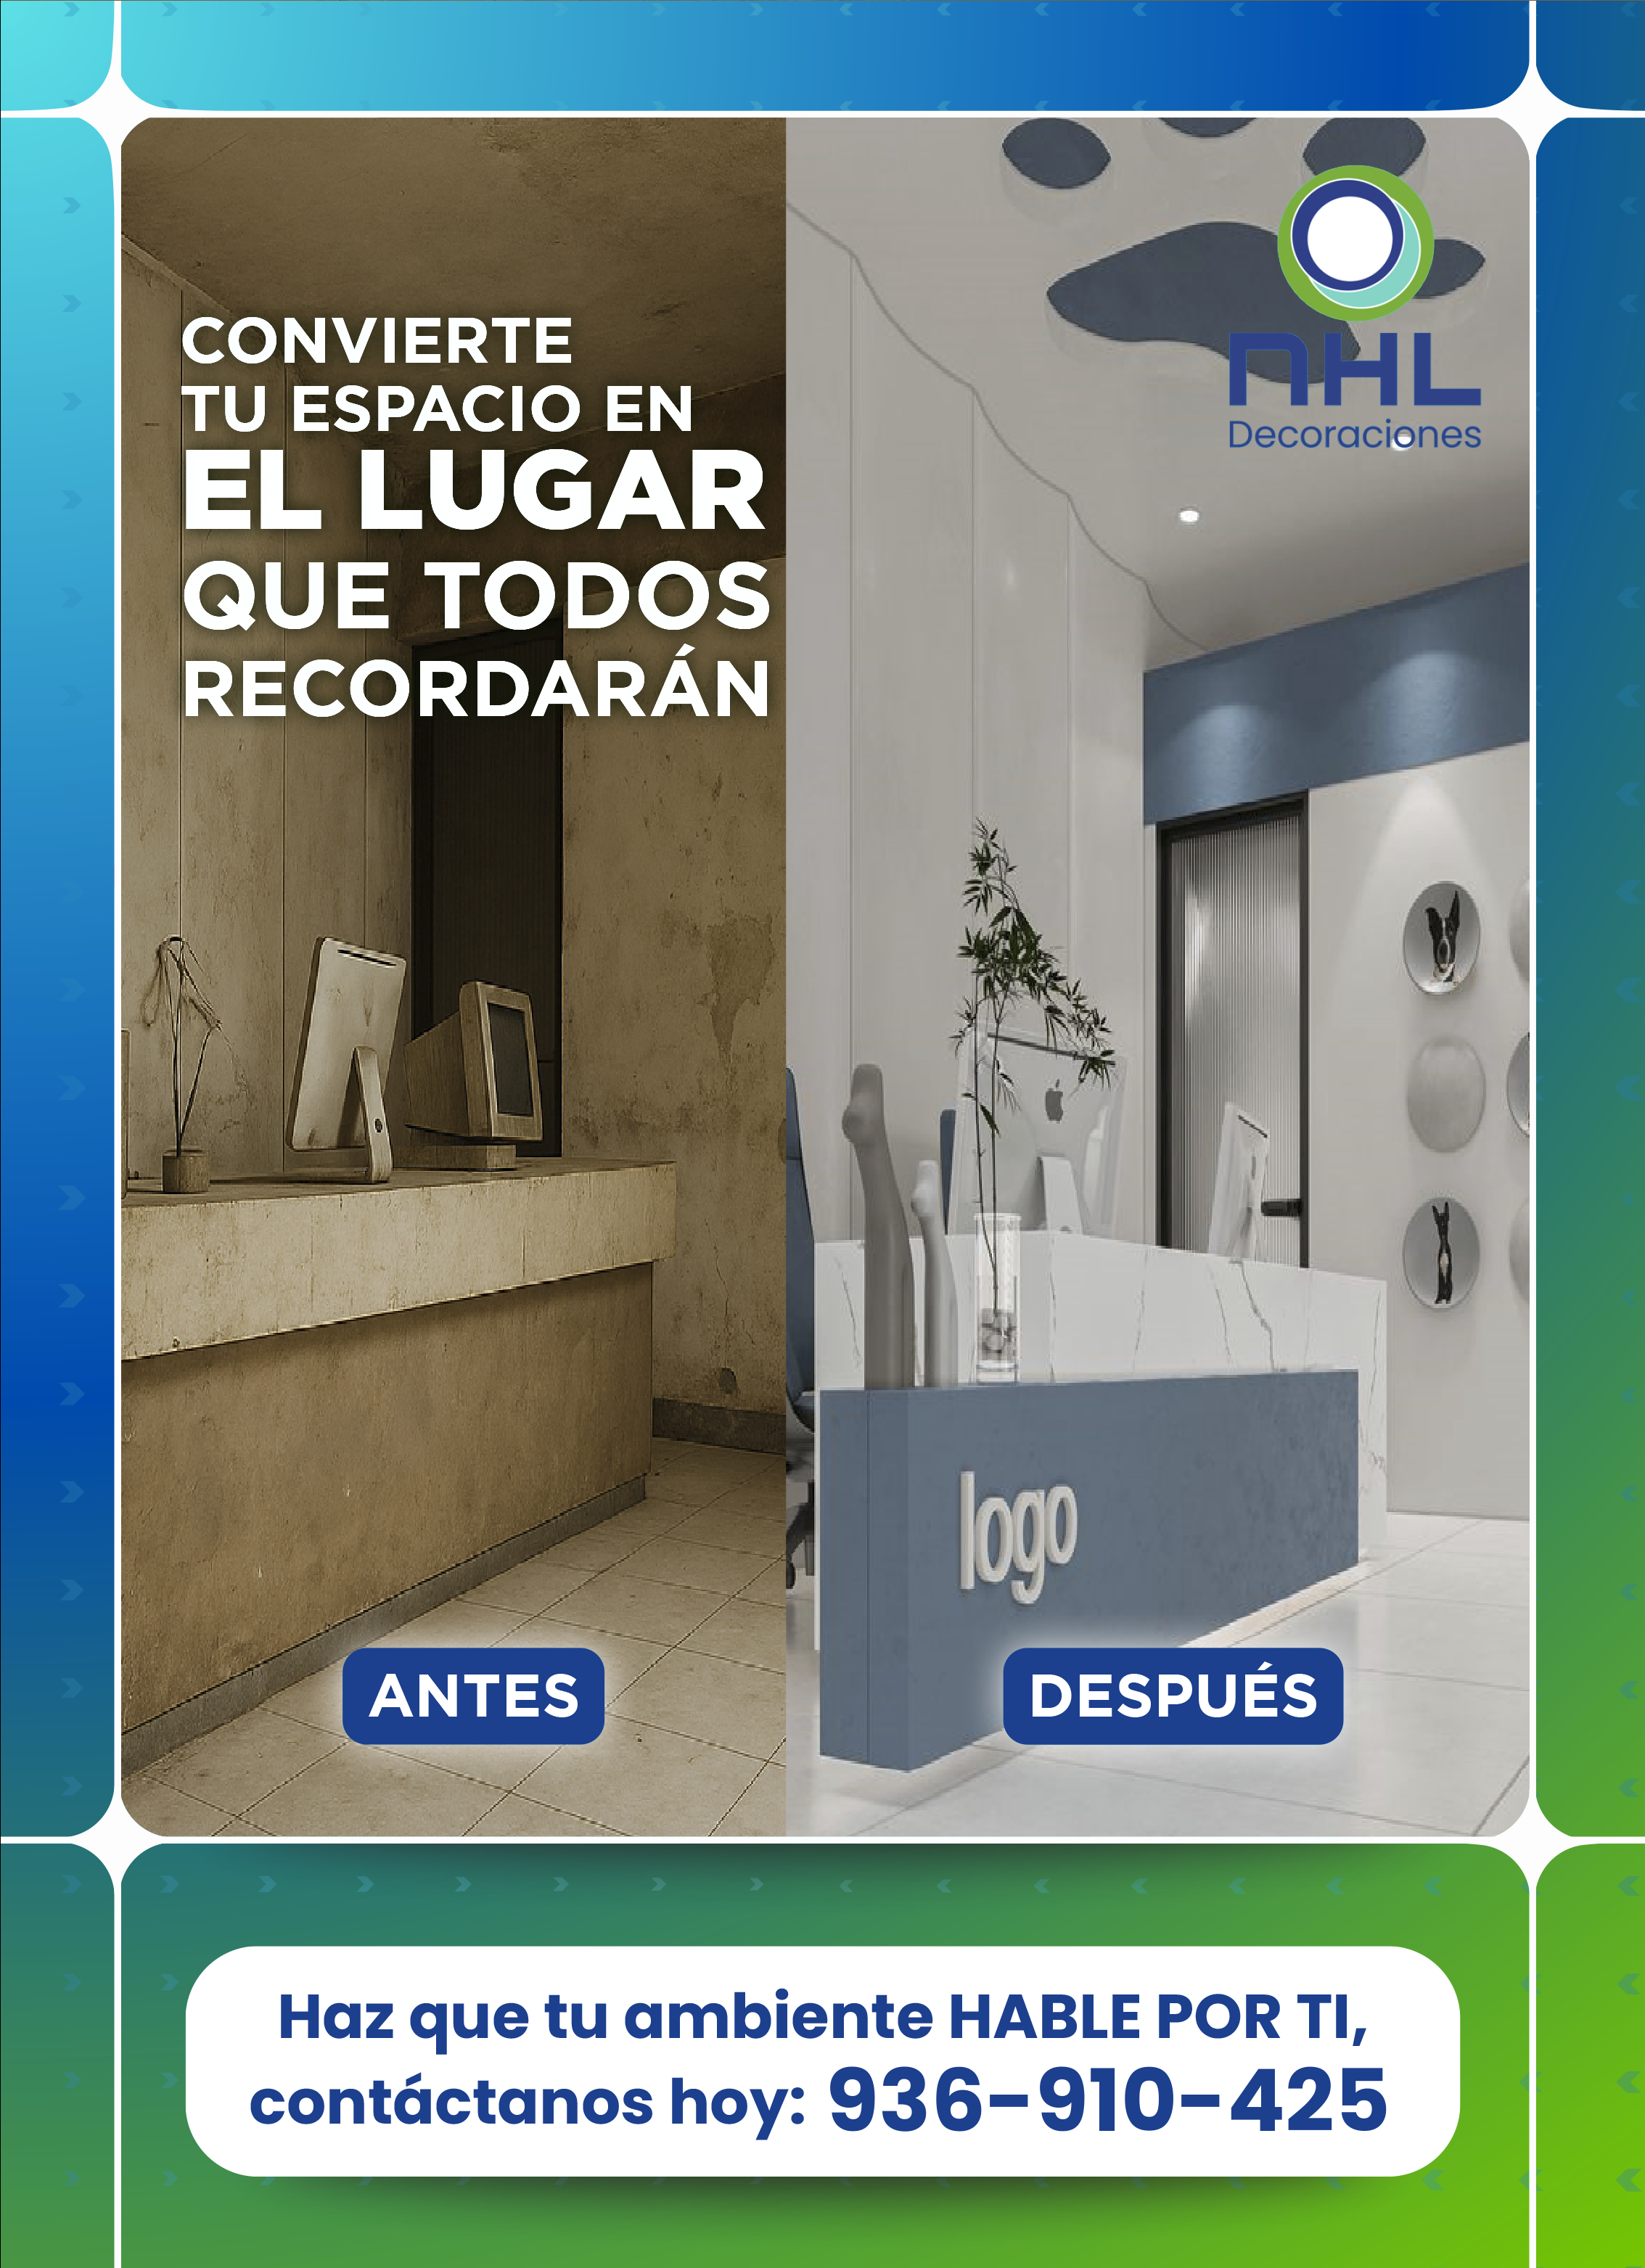 CONVIERTE
TU ESPACIO EN
EL LUGAR
QUE TODOS
RECORDARÁN
nHL
Decoraciones
logo
ANTES
DESPUÉS
Haz que tu ambiente HABLE POR TI,
contáctanos hoy: 936-910-425